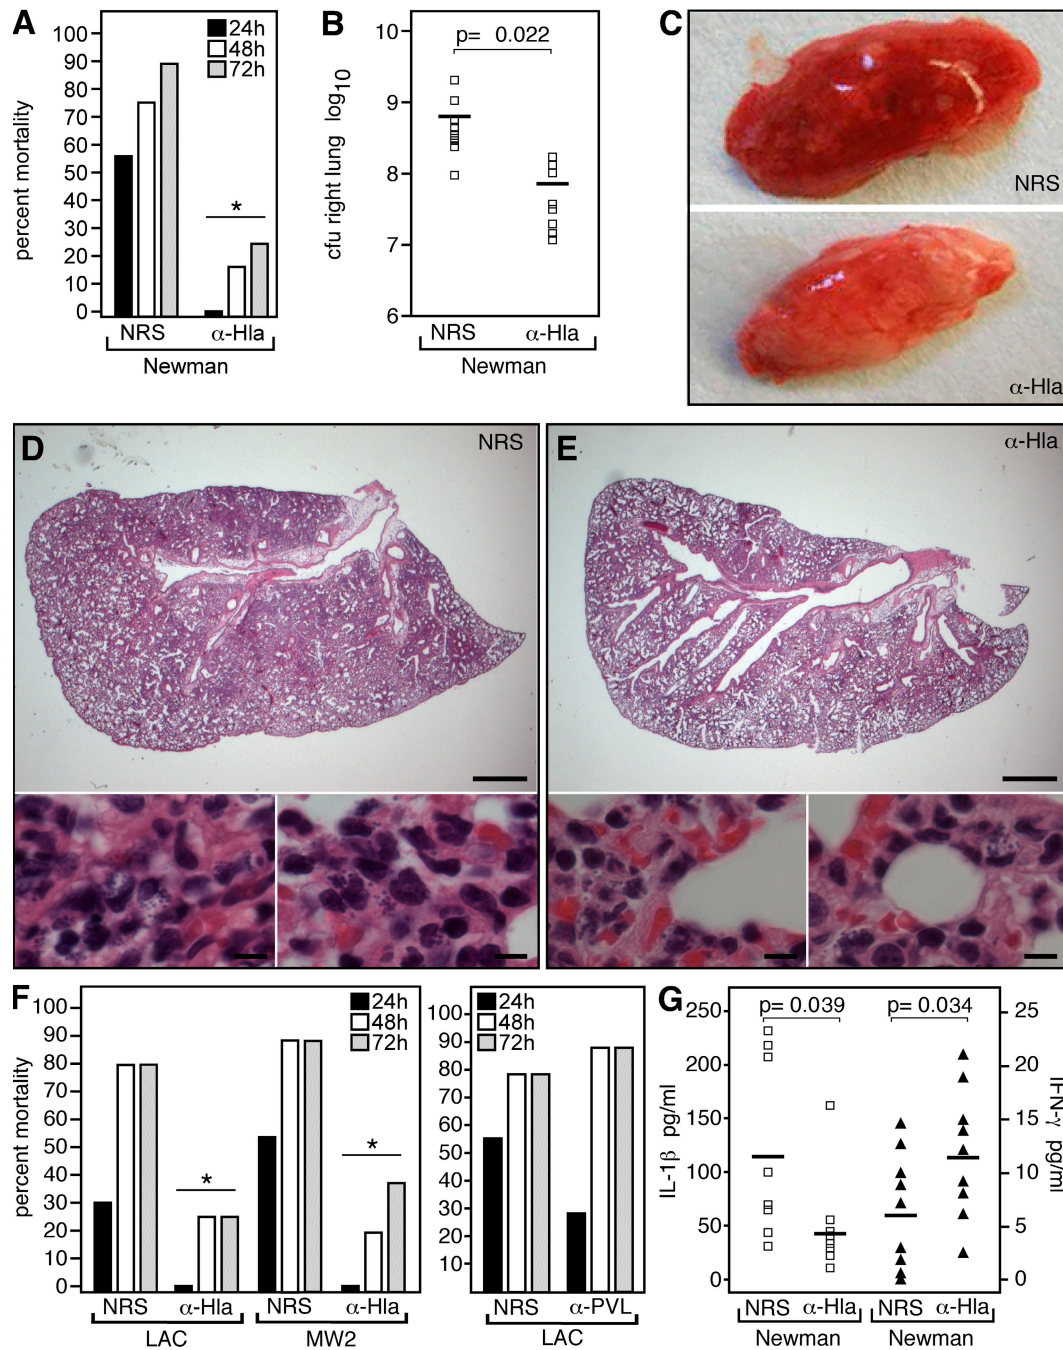 A
percent mortality
100
90
80
70
60
50
40
30
20
10
0
24h
48h
72h
*
NRS α-Hla
Newman
B
cfu right lung log10
10
9
8
7
6
p= 0.022
NRS α-Hla
Newman
C
NRS
α-Hla
D
NRS
E
α-Hla
F
percent mortality
100
90
80
70
60
50
40
30
20
10
0
24h
48h
72h
*
*
NRS α-Hla NRS α-Hla
LAC MW2
100
90
80
70
60
50
40
30
20
10
24h
48h
72h
NRS α-PVL
LAC
G
IL-1β pg/ml
250
200
150
100
50
0
p= 0.039 p= 0.034
25
20
15
10
5
0
IFN-γ pg/ml
NRS α-Hla NRS α-Hla
Newman Newman